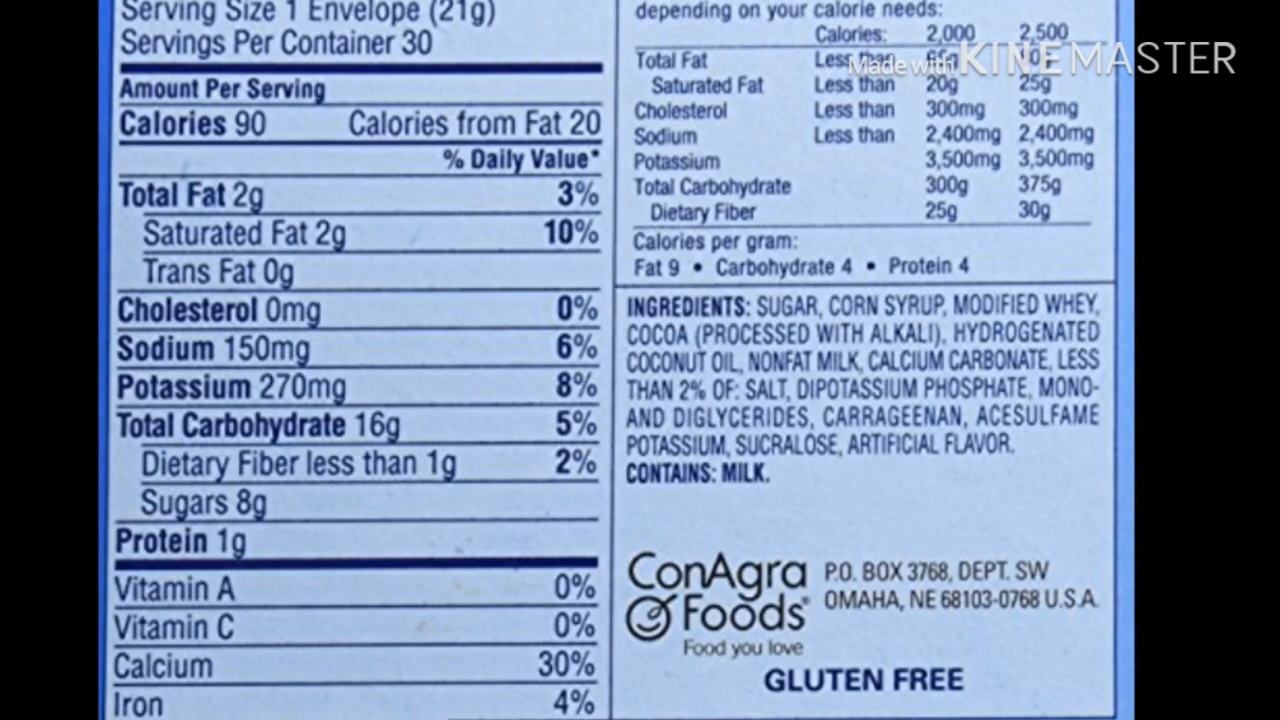 Serving Size 1 Envelope (21g)
Servings Per Container 30
Amount Per Serving
Calories 90 Calories from Fat 20
% Daily Value*
Total Fat 2g 3%
Saturated Fat 2g 10%
Trans Fat 0g
Cholesterol 0mg 0%
Sodium 150mg 6%
Potassium 270mg 8%
Total Carbohydrate 16g 5%
Dietary Fiber less than 1g 2%
Sugars 8g
Protein 1g
Vitamin A 0%
Vitamin C 0%
Calcium 30%
Iron 4%
depending on your calorie needs:
Calories: 2,000 2,500
Total Fat Less than
Saturated Fat Less than 20g 25g
Cholesterol Less than 300mg 300mg
Sodium Less than 2,400mg 2,400mg
Potassium 3,500mg 3,500mg
Total Carbohydrate 300g 375g
Dietary Fiber 25g 30g
Calories per gram:
Fat 9 • Carbohydrate 4 • Protein 4
INGREDIENTS: SUGAR, CORN SYRUP, MODIFIED WHEY,
COCOA (PROCESSED WITH ALKALI), HYDROGENATED
COCONUT OIL, NONFAT MILK, CALCIUM CARBONATE, LESS
THAN 2% OF: SALT, DIPOTASSIUM PHOSPHATE, MONO-
AND DIGLYCERIDES, CARRAGEENAN, ACESULFAME
POTASSIUM, SUCRALOSE, ARTIFICIAL FLAVOR.
CONTAINS: MILK.
ConAgra
Foods®
Food you love
P.O. BOX 3768, DEPT. SW
OMAHA, NE 68103-0768 U.S.A.
GLUTEN FREE
Made with KINEMASTER